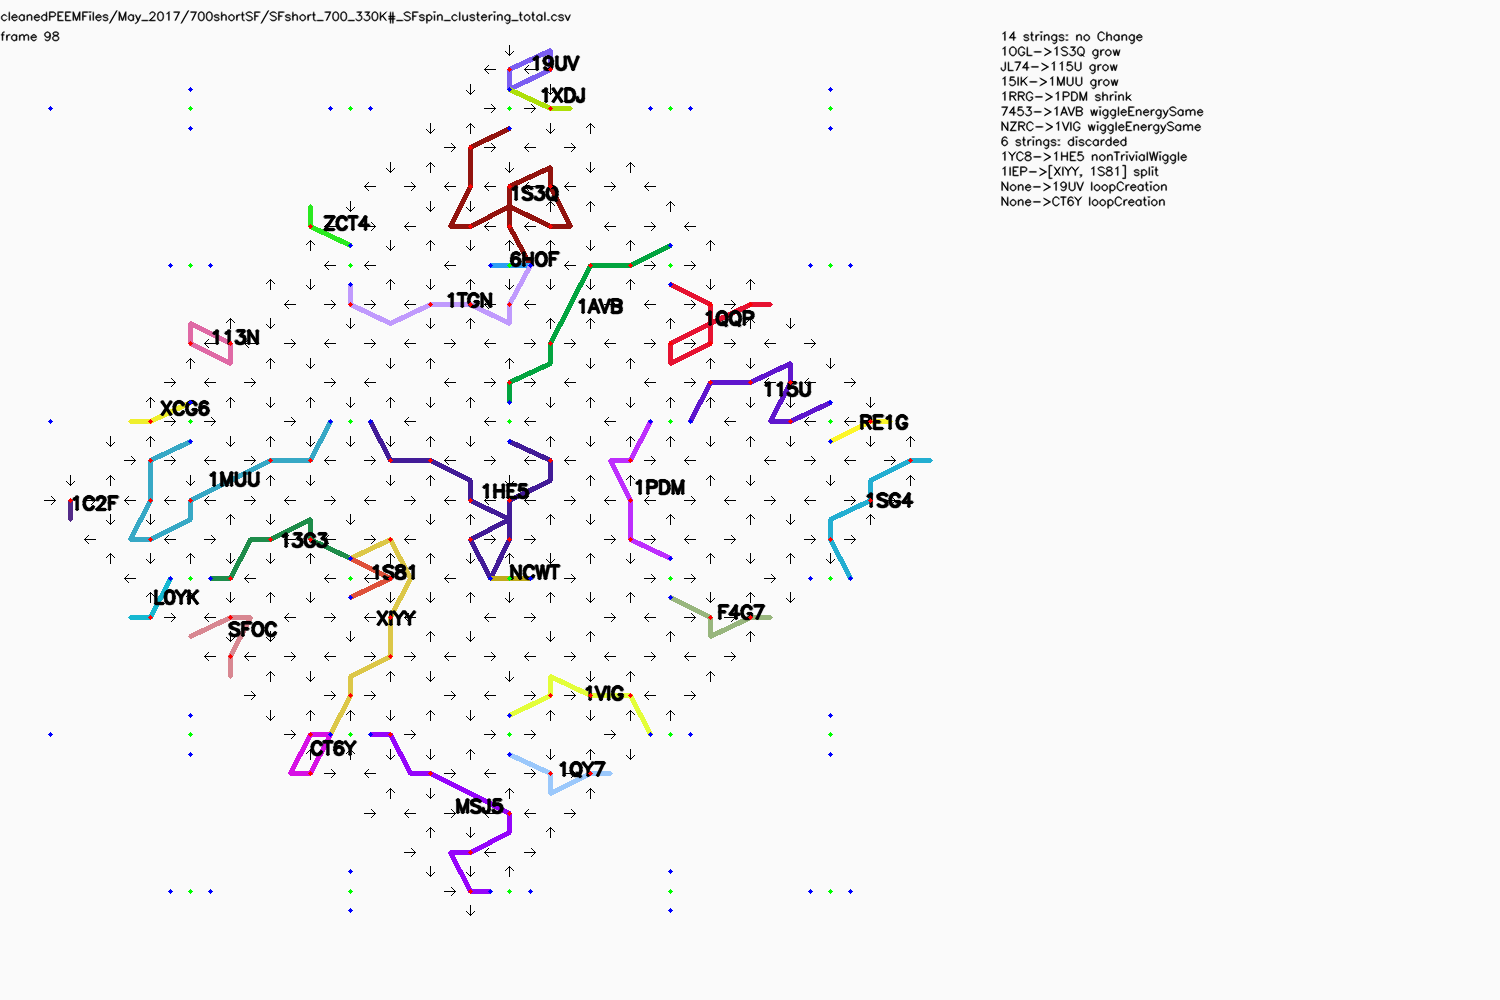 cleanedPEEMFiles/May_2017/700shortSF/SFshort_700_330K#_SFspin_clustering_total.csv
frame 98
14 strings: no Change
1OGL->1S3Q grow
JL74->115U grow
15IK->1MUU grow
1RRG->1PDM shrink
7453->1AVB wiggleEnergySame
NZRC->1VIG wiggleEnergySame
6 strings: discarded
1YC8->1HE5 nonTrivialWiggle
1IEP->[XIYY, 1S81] split
None->19UV loopCreation
None->CT6Y loopCreation
19UV
1XDJ
1S3Q
ZCT4
6HOF
1TGN
1AVB
1QQP
113N
115U
XCG6
RE1G
1MUU
1HE5
1PDM
1C2F
1SG4
13G3
1S81
NCWT
L0YK
XIYY
F4G7
SFOC
1VIG
CT6Y
1QY7
MSJ5